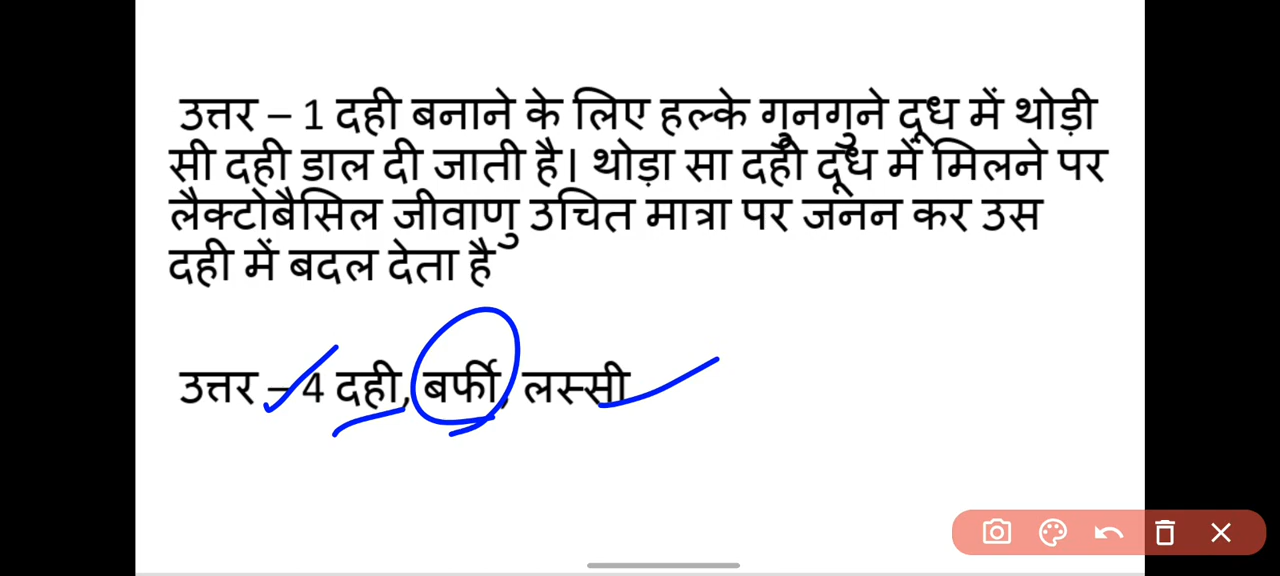 उत्तर – 1 दही बनाने के लिए हल्के गुनगुने दूध में थोड़ी
सी दही डाल दी जाती है। थोड़ा सा दही दूध में मिलने पर
लैक्टोबैसिल जीवाणु उचित मात्रा पर जनन कर उस
दही में बदल देता है
उत्तर – 4 दही, बर्फी, लस्सी